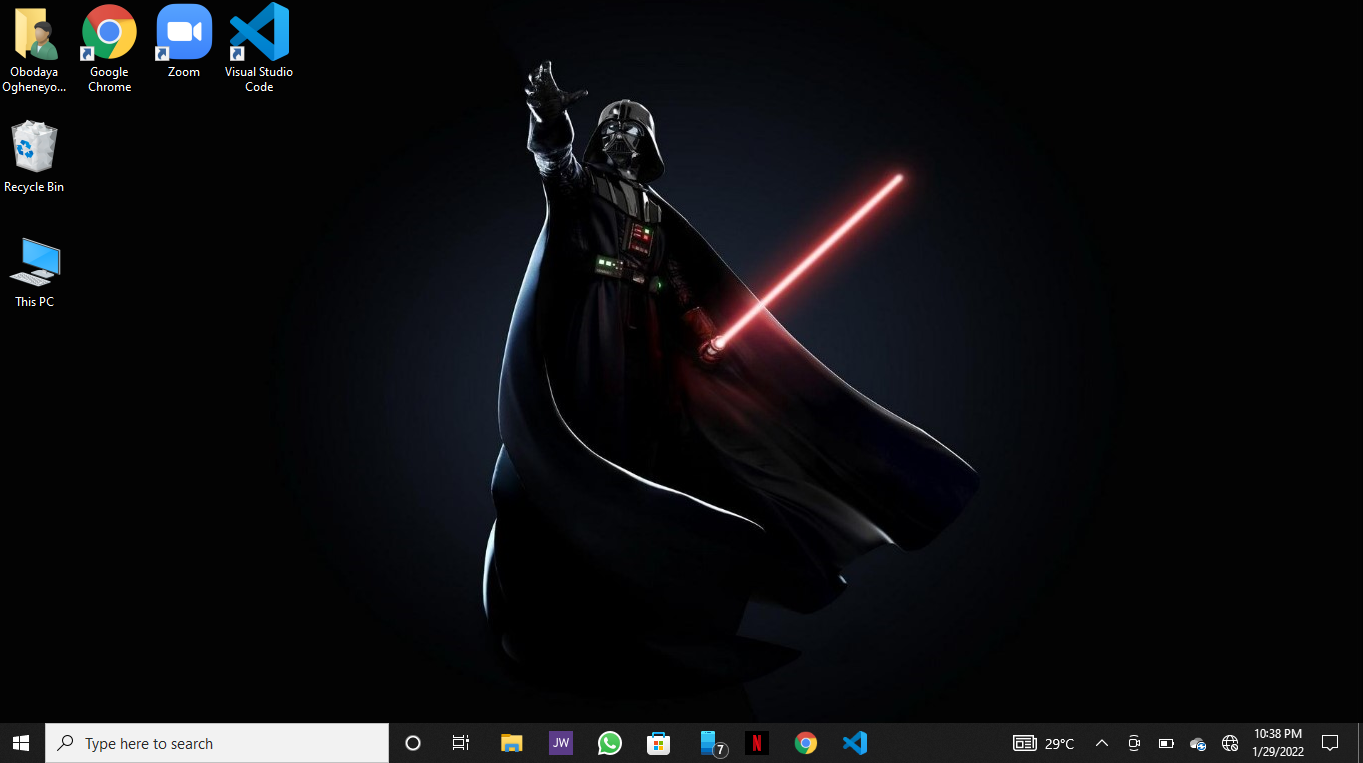 Obodaya
Ogheneyo...
Google
Chrome
Zoom
Visual Studio
Code
Recycle Bin
This PC
Type here to search
JW
7
N
29°C
10:38 PM
1/29/2022